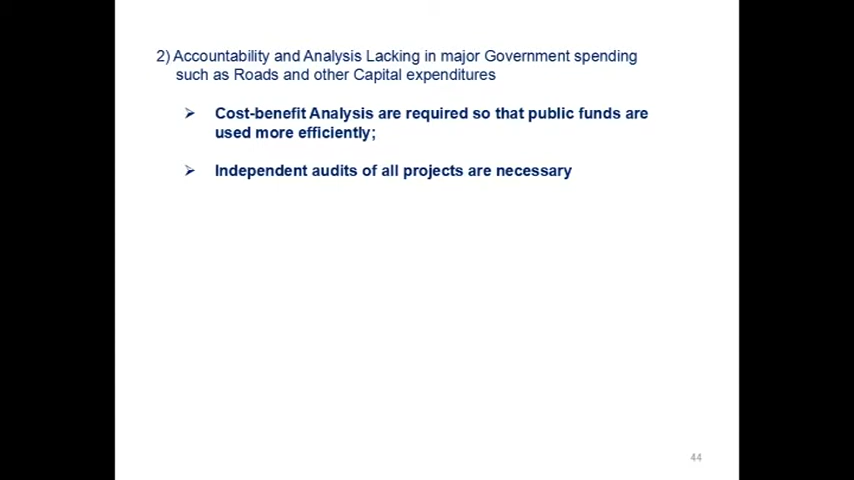 2) Accountability and Analysis Lacking in major Government spending
such as Roads and other Capital expenditures
➢ Cost-benefit Analysis are required so that public funds are
used more efficiently;
➢ Independent audits of all projects are necessary
44